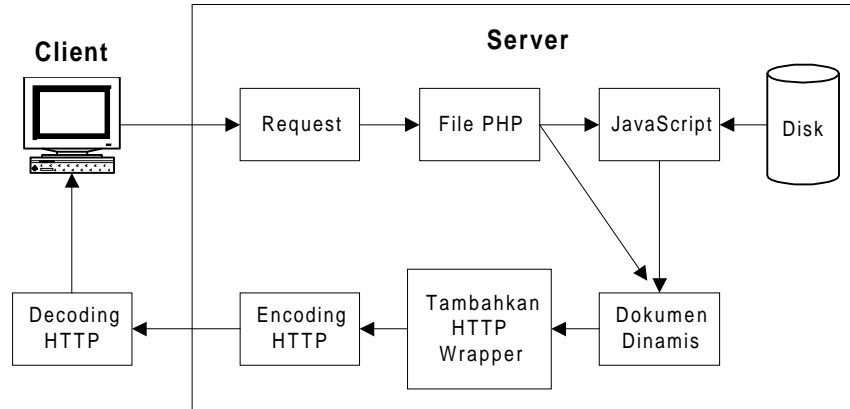 Server
Client
Request
File PHP
JavaScript
Disk
Decoding
HTTP
Encoding
HTTP
Tambahkan
HTTP
Wrapper
Dokumen
Dinamis